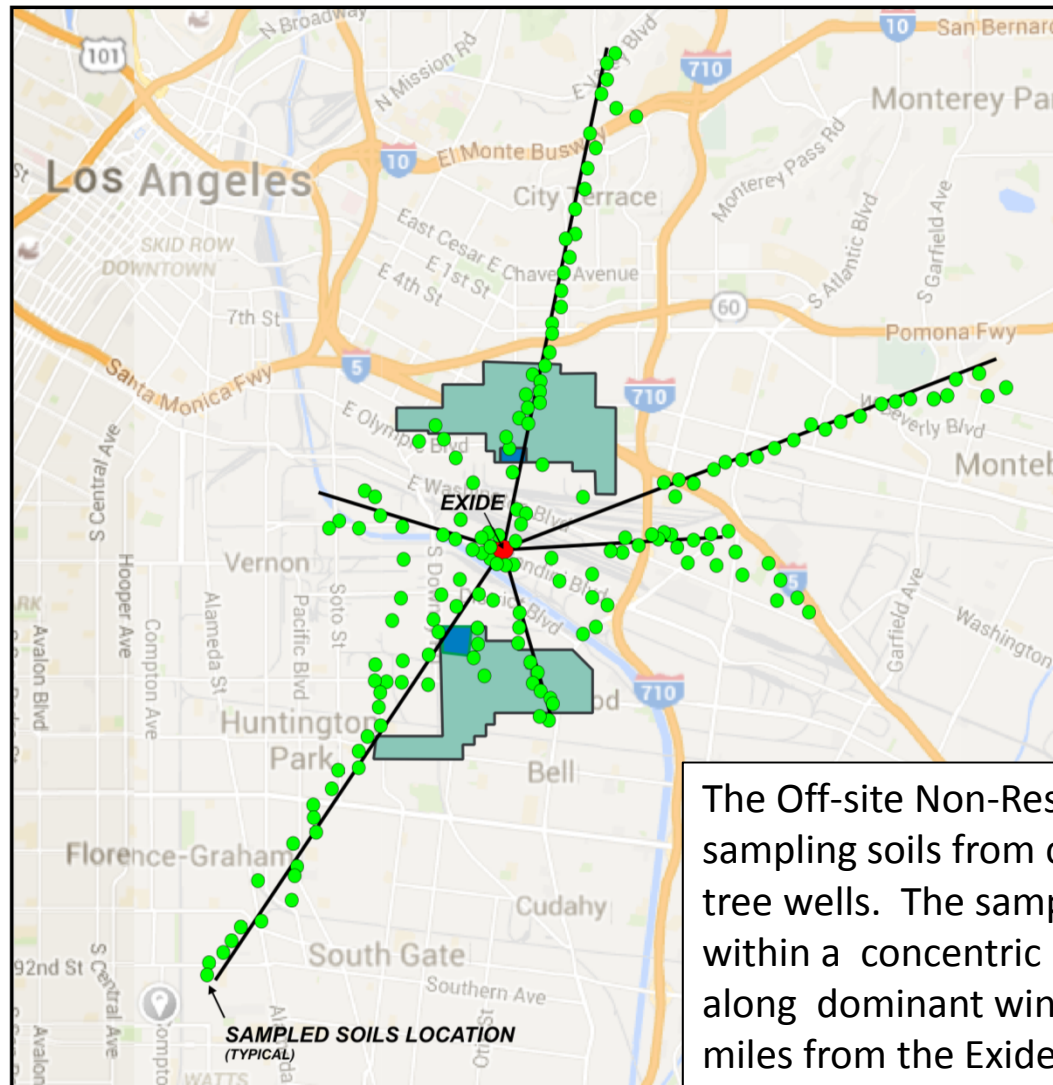 101
N Broadway
N Mission Rd
710
10
San Bernard
Monterey Par
10
El Monte Busway
Monterey Pass Rd
Los Angeles
City Terrace
SKID ROW
DOWNTOWN
East Cesar E Chavez Avenue
E 1st St
E 4th St
S Atlantic Blvd
S Garfield Ave
7th St
60
Pomona Fwy
5
Santa Monica Fwy
710
E Olympic Blvd
W Beverly Blvd
S Central Ave
Monteb
E Washington Blvd
EXIDE
Vernon
Hooper Ave
5
Alameda St
Pacific Blvd
Soto St
Garfield Ave
Washington
ARK
Avalon Blvd
Compton Ave
710
od
Huntington
Park
Bell
The Off-site Non-Res
sampling soils from d
tree wells. The samp
within a concentric
along dominant win
miles from the Exide
Florence-Graham
Cudahy
92nd St
S Central Ave
South Gate
Southern Ave
SAMPLED SOILS LOCATION
(TYPICAL)
Compto
Avalon
WATTS